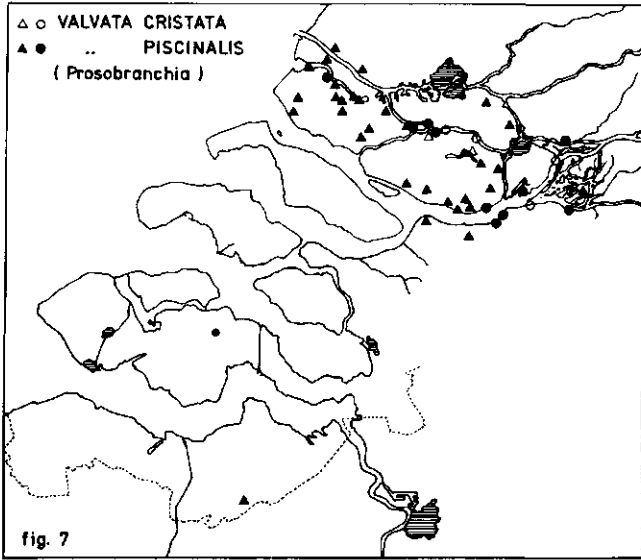 △ ○ VALVATA CRISTATA
▲ ● „ PISCINALIS
( Prosobranchia )
fig. 7